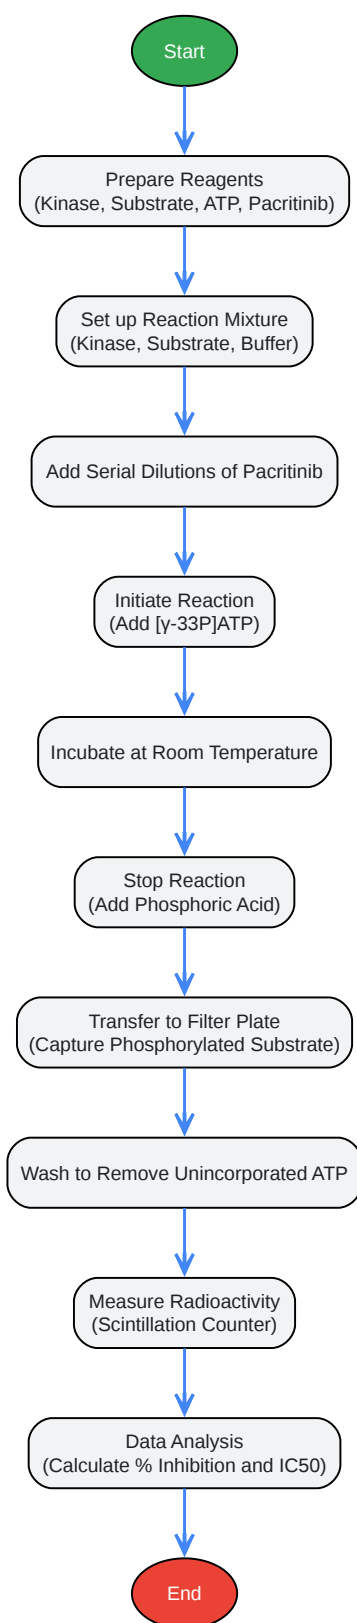 Start
Prepare Reagents
(Kinase, Substrate, ATP, Pacritinib)
Set up Reaction Mixture
(Kinase, Substrate, Buffer)
Add Serial Dilutions of Pacritinib
Initiate Reaction
(Add [γ-33P]ATP)
Incubate at Room Temperature
Stop Reaction
(Add Phosphoric Acid)
Transfer to Filter Plate
(Capture Phosphorylated Substrate)
Wash to Remove Unincorporated ATP
Measure Radioactivity
(Scintillation Counter)
Data Analysis
(Calculate % Inhibition and IC50)
End